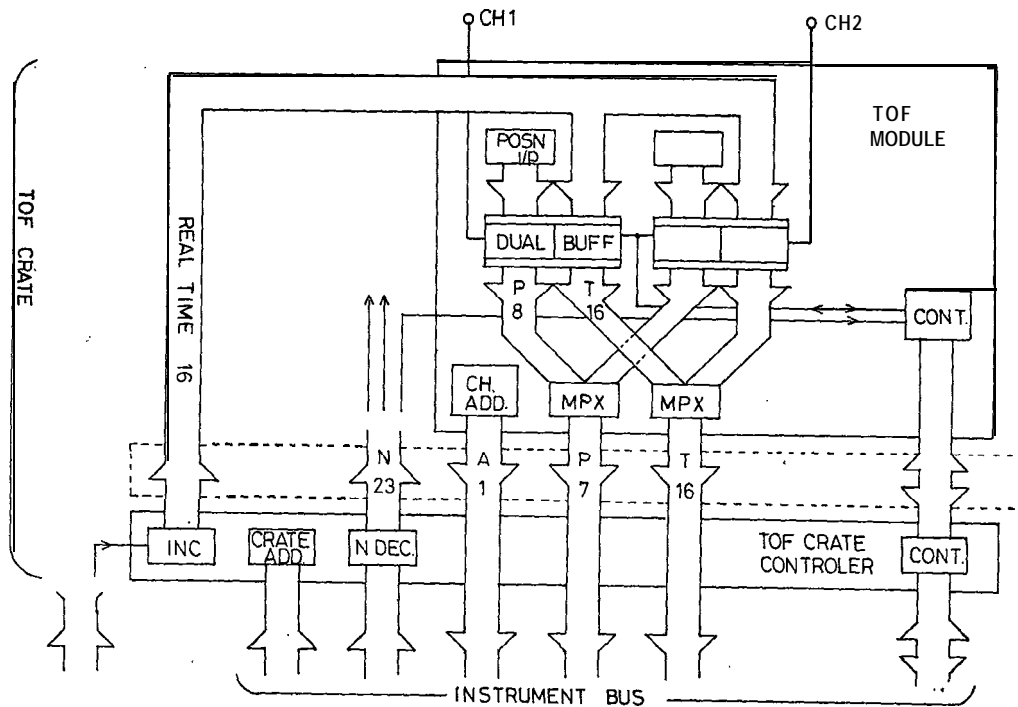 CH1
CH2
TOF
MODULE
POSN
I/P
DUAL
BUFF
P
8
T
16
CONT.
CH.
ADD.
MPX
MPX
TOF CRATE
REAL TIME 16
N
23
A
1
P
7
T
16
INC
CRATE
ADD.
N DEC.
TOF CRATE
CONTROLER
CONT.
INSTRUMENT BUS